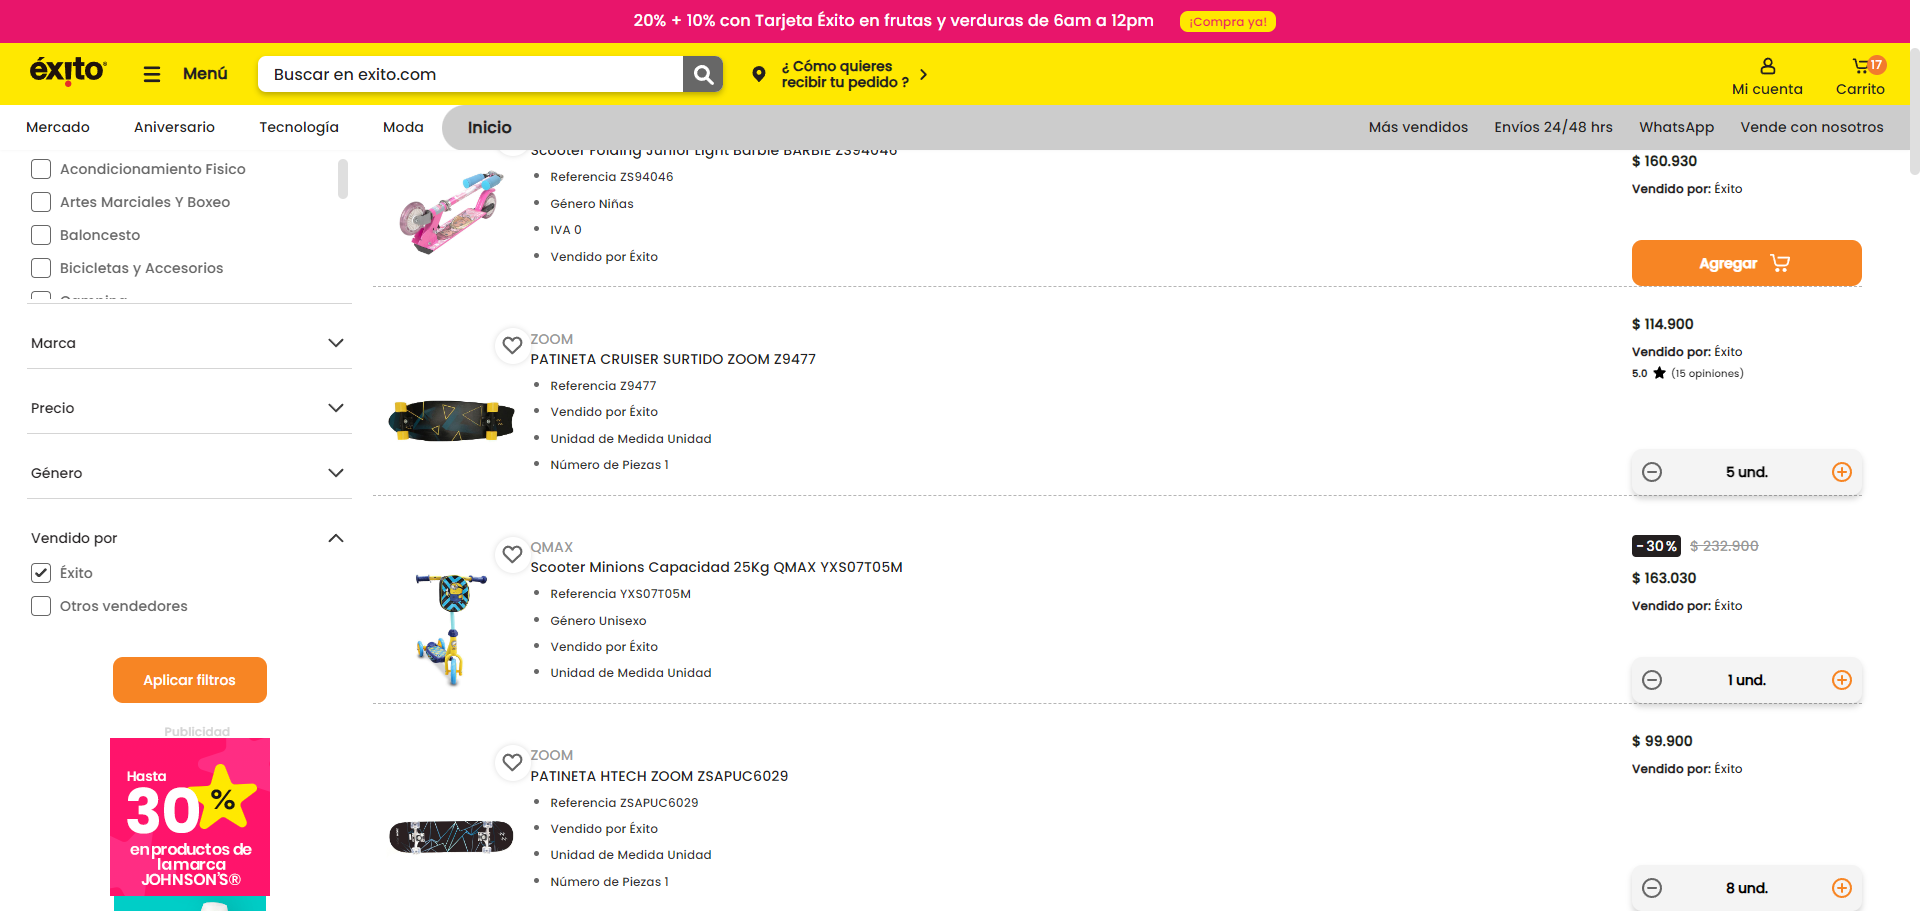 20% + 10% con Tarjeta Éxito en frutas y verduras de 6am a 12pm
¡Compra ya!
éxito
Menú
Buscar en exito.com
¿ Cómo quieres
recibir tu pedido ?
Mi cuenta
17
Carrito
Mercado
Aniversario
Tecnología
Moda
Inicio
Más vendidos
Envíos 24/48 hrs
WhatsApp
Vende con nosotros
Acondicionamiento Fisico
Artes Marciales Y Boxeo
Baloncesto
Bicicletas y Accesorios
Camping
Marca
Precio
Género
Vendido por
Éxito
Otros vendedores
Aplicar filtros
Publicidad
Hasta
30%
en productos de
la marca
JOHNSON'S®
Scooter Folding Junior Light Barbie BARBIE ZS94046
Referencia ZS94046
Género Niñas
IVA 0
Vendido por Éxito
$ 160.930
Vendido por: Éxito
Agregar
ZOOM
PATINETA CRUISER SURTIDO ZOOM Z9477
Referencia Z9477
Vendido por Éxito
Unidad de Medida Unidad
Número de Piezas 1
$ 114.900
Vendido por: Éxito
5.0 ★ (15 opiniones)
5 und.
QMAX
Scooter Minions Capacidad 25Kg QMAX YXS07T05M
Referencia YXS07T05M
Género Unisexo
Vendido por Éxito
Unidad de Medida Unidad
-30% $ 232.900
$ 163.030
Vendido por: Éxito
1 und.
ZOOM
PATINETA HTECH ZOOM ZSAPUC6029
Referencia ZSAPUC6029
Vendido por Éxito
Unidad de Medida Unidad
Número de Piezas 1
$ 99.900
Vendido por: Éxito
8 und.